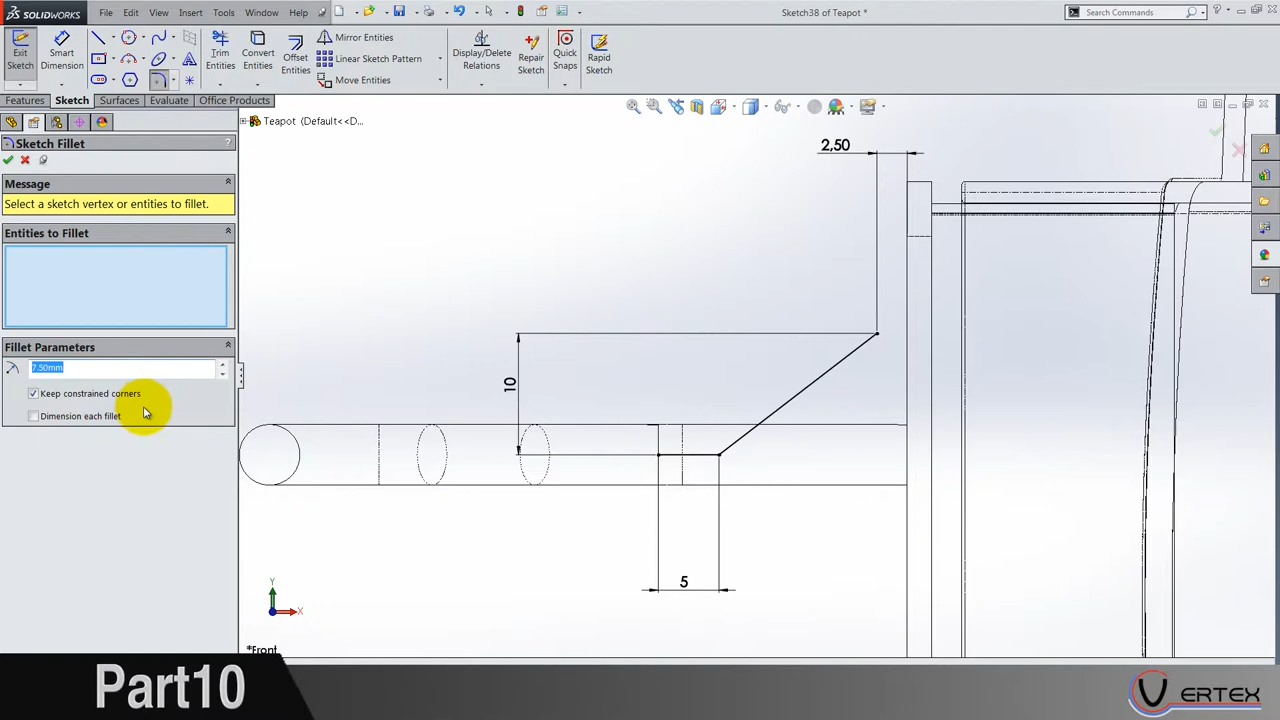 SOLIDWORKS
File
Edit
View
Insert
Tools
Window
Help
Sketch38 of Teapot *
Search Commands
Exit Sketch
Smart Dimension
Trim Entities
Convert Entities
Offset Entities
Mirror Entities
Linear Sketch Pattern
Move Entities
Display/Delete Relations
Repair Sketch
Quick Snaps
Rapid Sketch
Features
Sketch
Surfaces
Evaluate
Office Products
Teapot (Default<<D...
Sketch Fillet
?
Message
Select a sketch vertex or entities to fillet.
Entities to Fillet
Fillet Parameters
7.50mm
Keep constrained corners
Dimension each fillet
2,50
10
5
Y
X
*Front
Part10
VERTEX